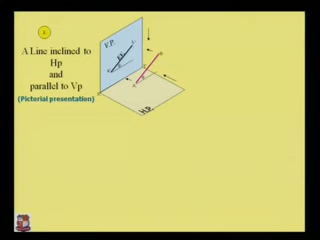 A Line inclined to
Hp
and
parallel to Vp
(Pictorial presentation)
V.P.
F.V.
H.P.